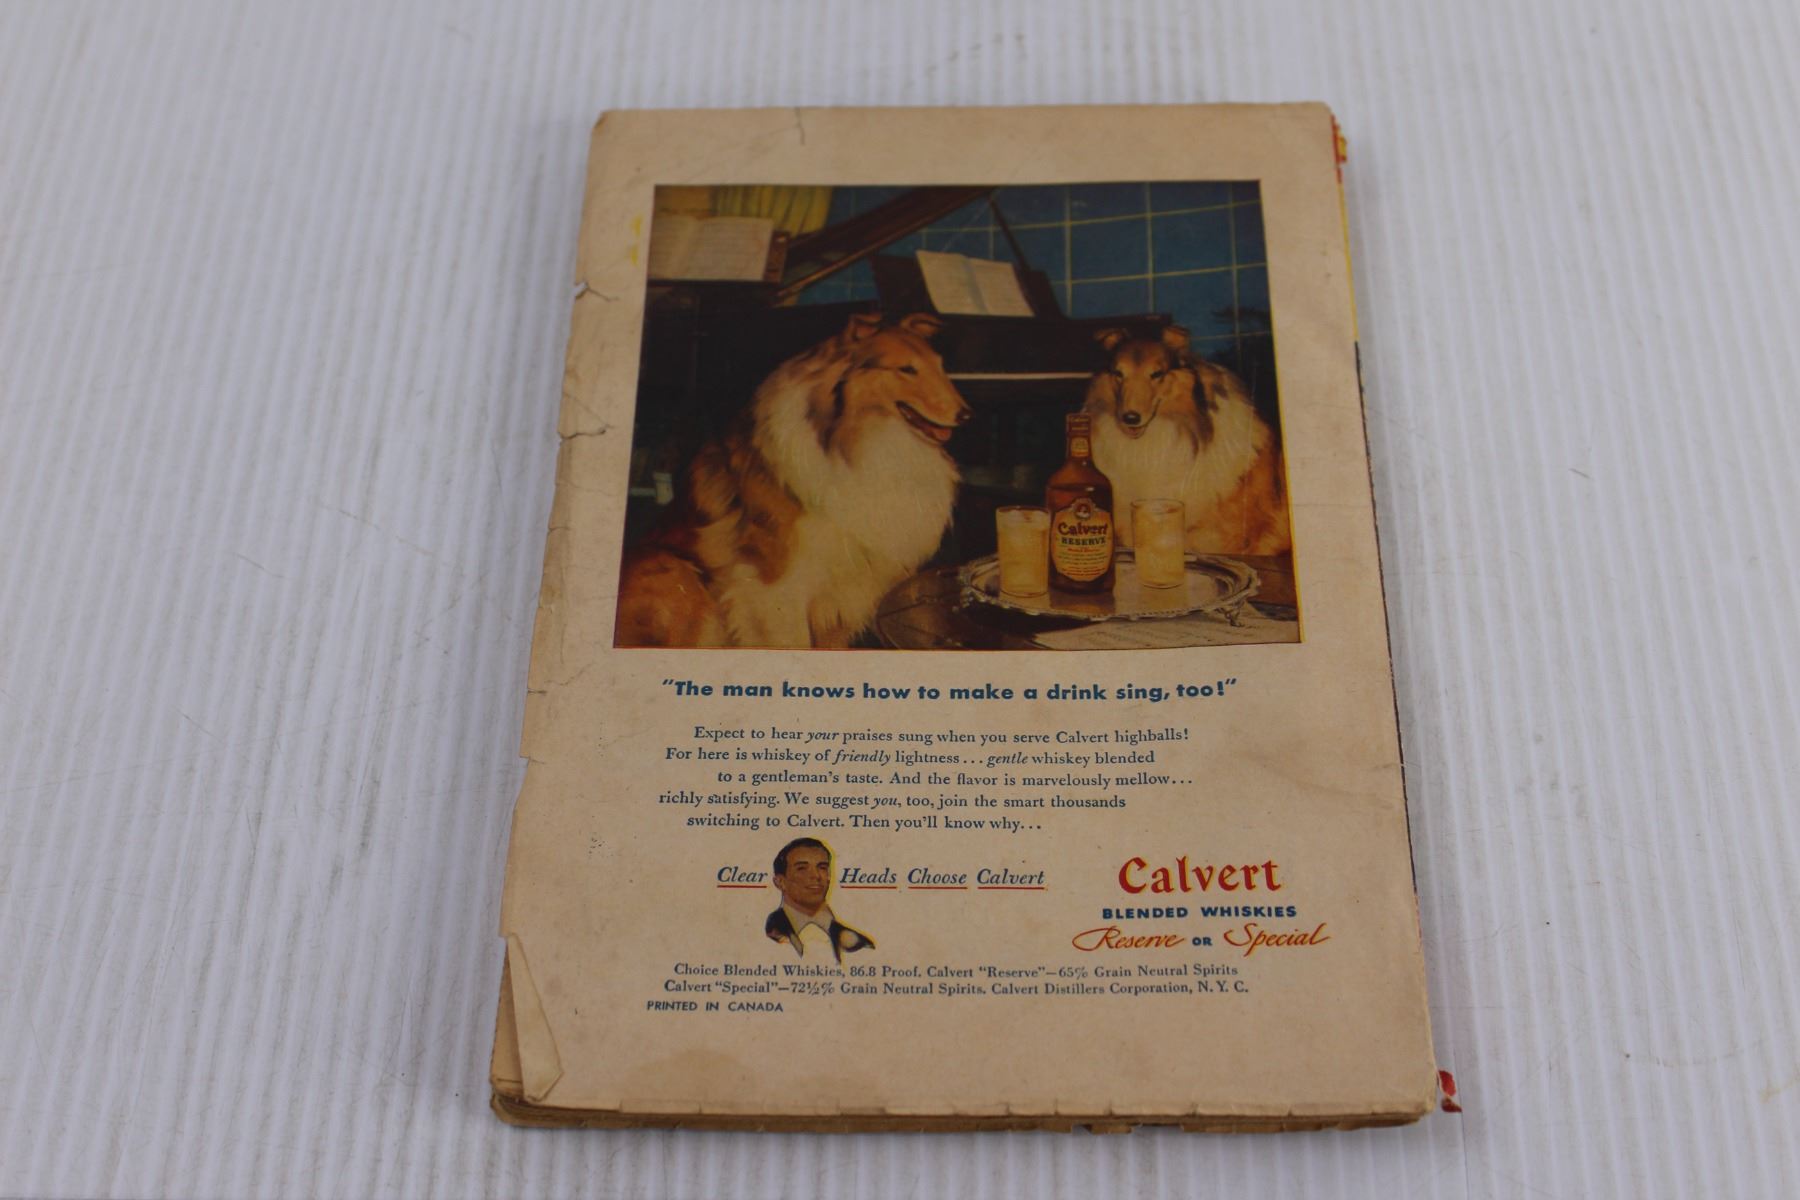 Calvert
RESERVE
"The man knows how to make a drink sing, too!"
Expect to hear your praises sung when you serve Calvert highballs!
For here is whiskey of friendly lightness... gentle whiskey blended
to a gentleman's taste. And the flavor is marvelously mellow...
richly satisfying. We suggest you, too, join the smart thousands
switching to Calvert. Then you'll know why...
Clear Heads Choose Calvert
Calvert
BLENDED WHISKIES
Reserve OR Special
Choice Blended Whiskies, 86.8 Proof. Calvert "Reserve"—65% Grain Neutral Spirits
Calvert "Special"—72½% Grain Neutral Spirits. Calvert Distillers Corporation, N. Y. C.
PRINTED IN CANADA